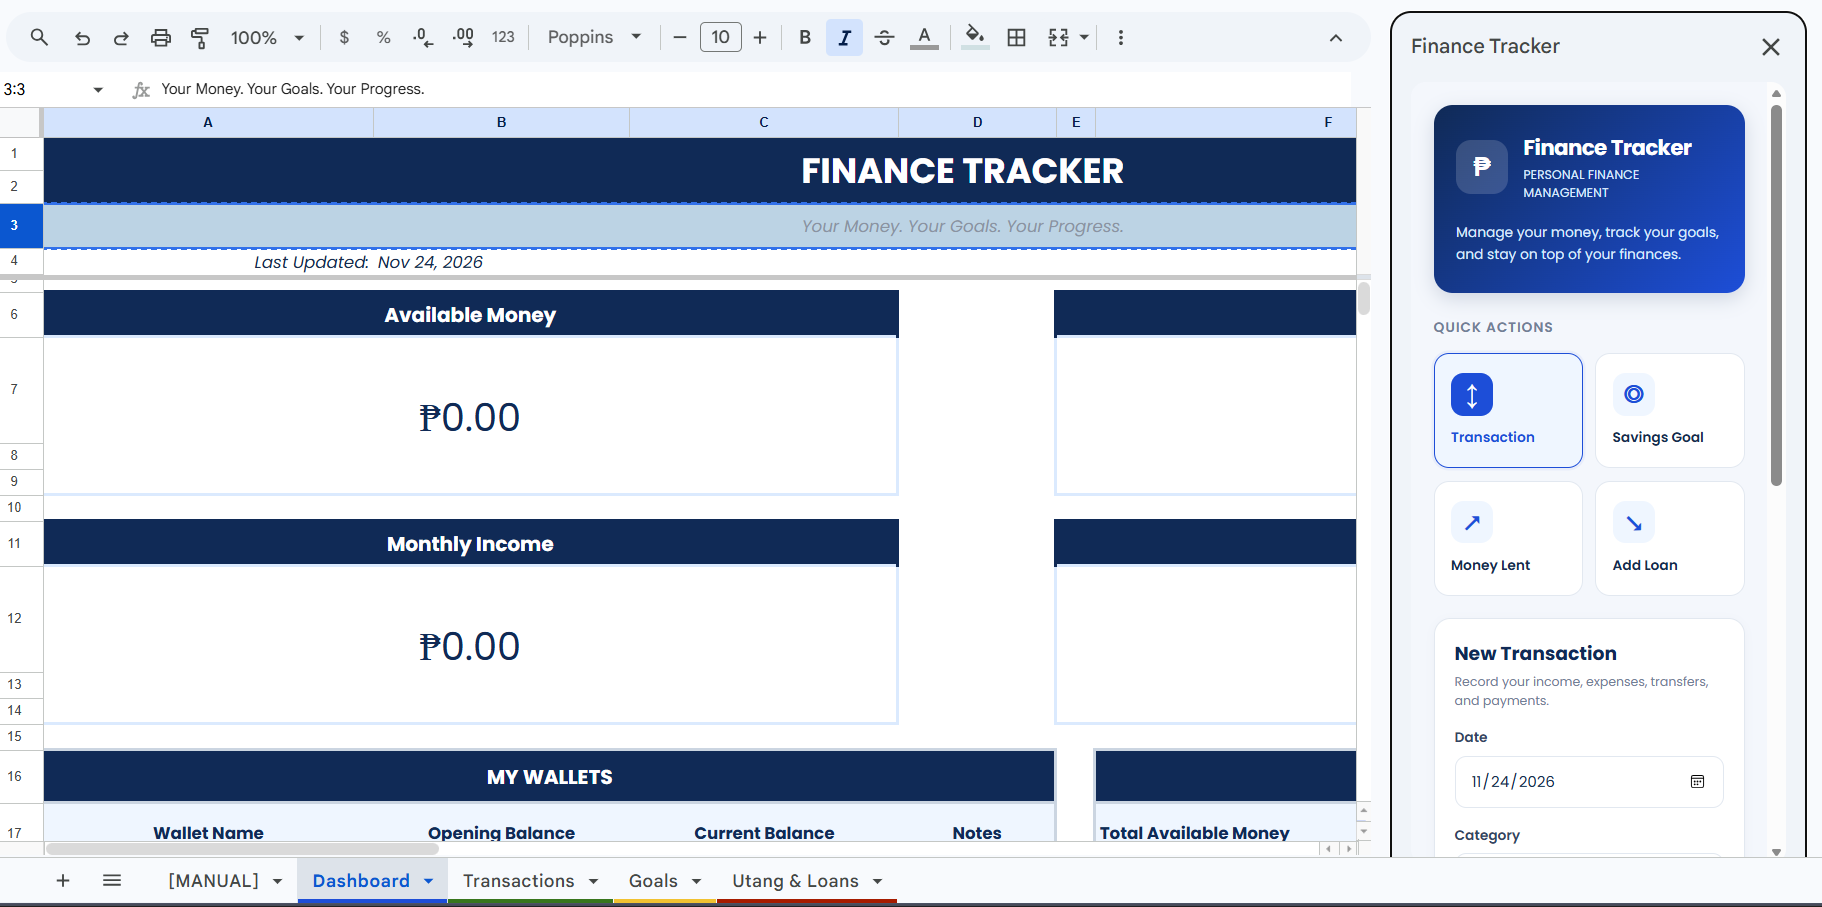 100%
$
%
.0
.00
123
Poppins
10
B
I
A
Finance Tracker
3:3
fx
Your Money. Your Goals. Your Progress.
A B C D E F
1
FINANCE TRACKER
2
3
Your Money. Your Goals. Your Progress.
4
Last Updated: Nov 24, 2026
6
Available Money
7
₱0.00
8
9
10
11
Monthly Income
12
₱0.00
13
14
15
16
MY WALLETS
17
Wallet Name
Opening Balance
Current Balance
Notes
Total Available Money
[MANUAL]
Dashboard
Transactions
Goals
Utang & Loans
₱
Finance Tracker
PERSONAL FINANCE
MANAGEMENT
Manage your money, track your goals,
and stay on top of your finances.
QUICK ACTIONS
Transaction
Savings Goal
Money Lent
Add Loan
New Transaction
Record your income, expenses, transfers,
and payments.
Date
11/24/2026
Category